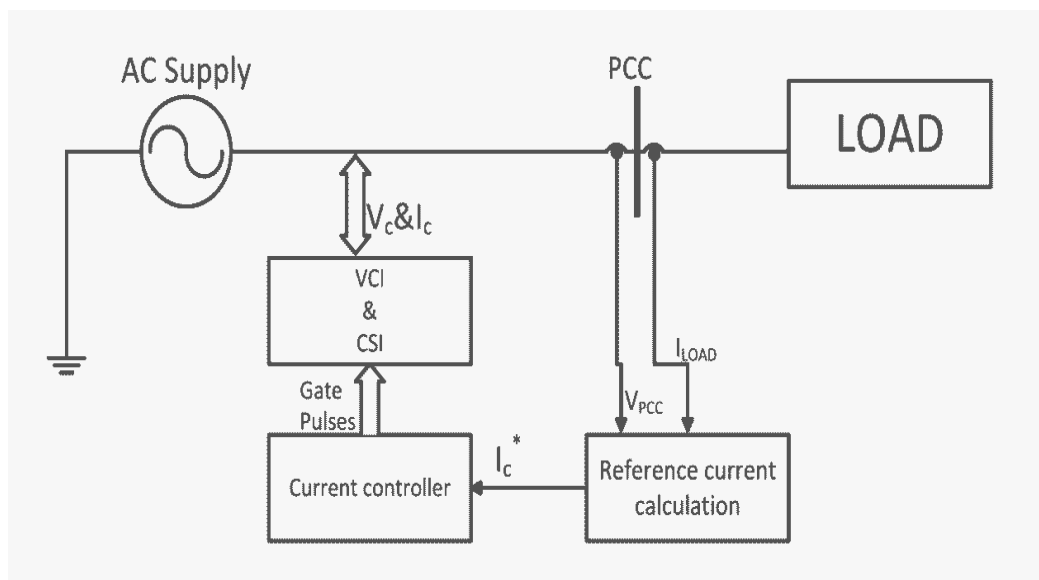 AC Supply
PCC
LOAD
Vc&Ic
VCI
&
CSI
ILOAD
Gate
Pulses
VPCC
Ic*
Reference current
calculation
Current controller